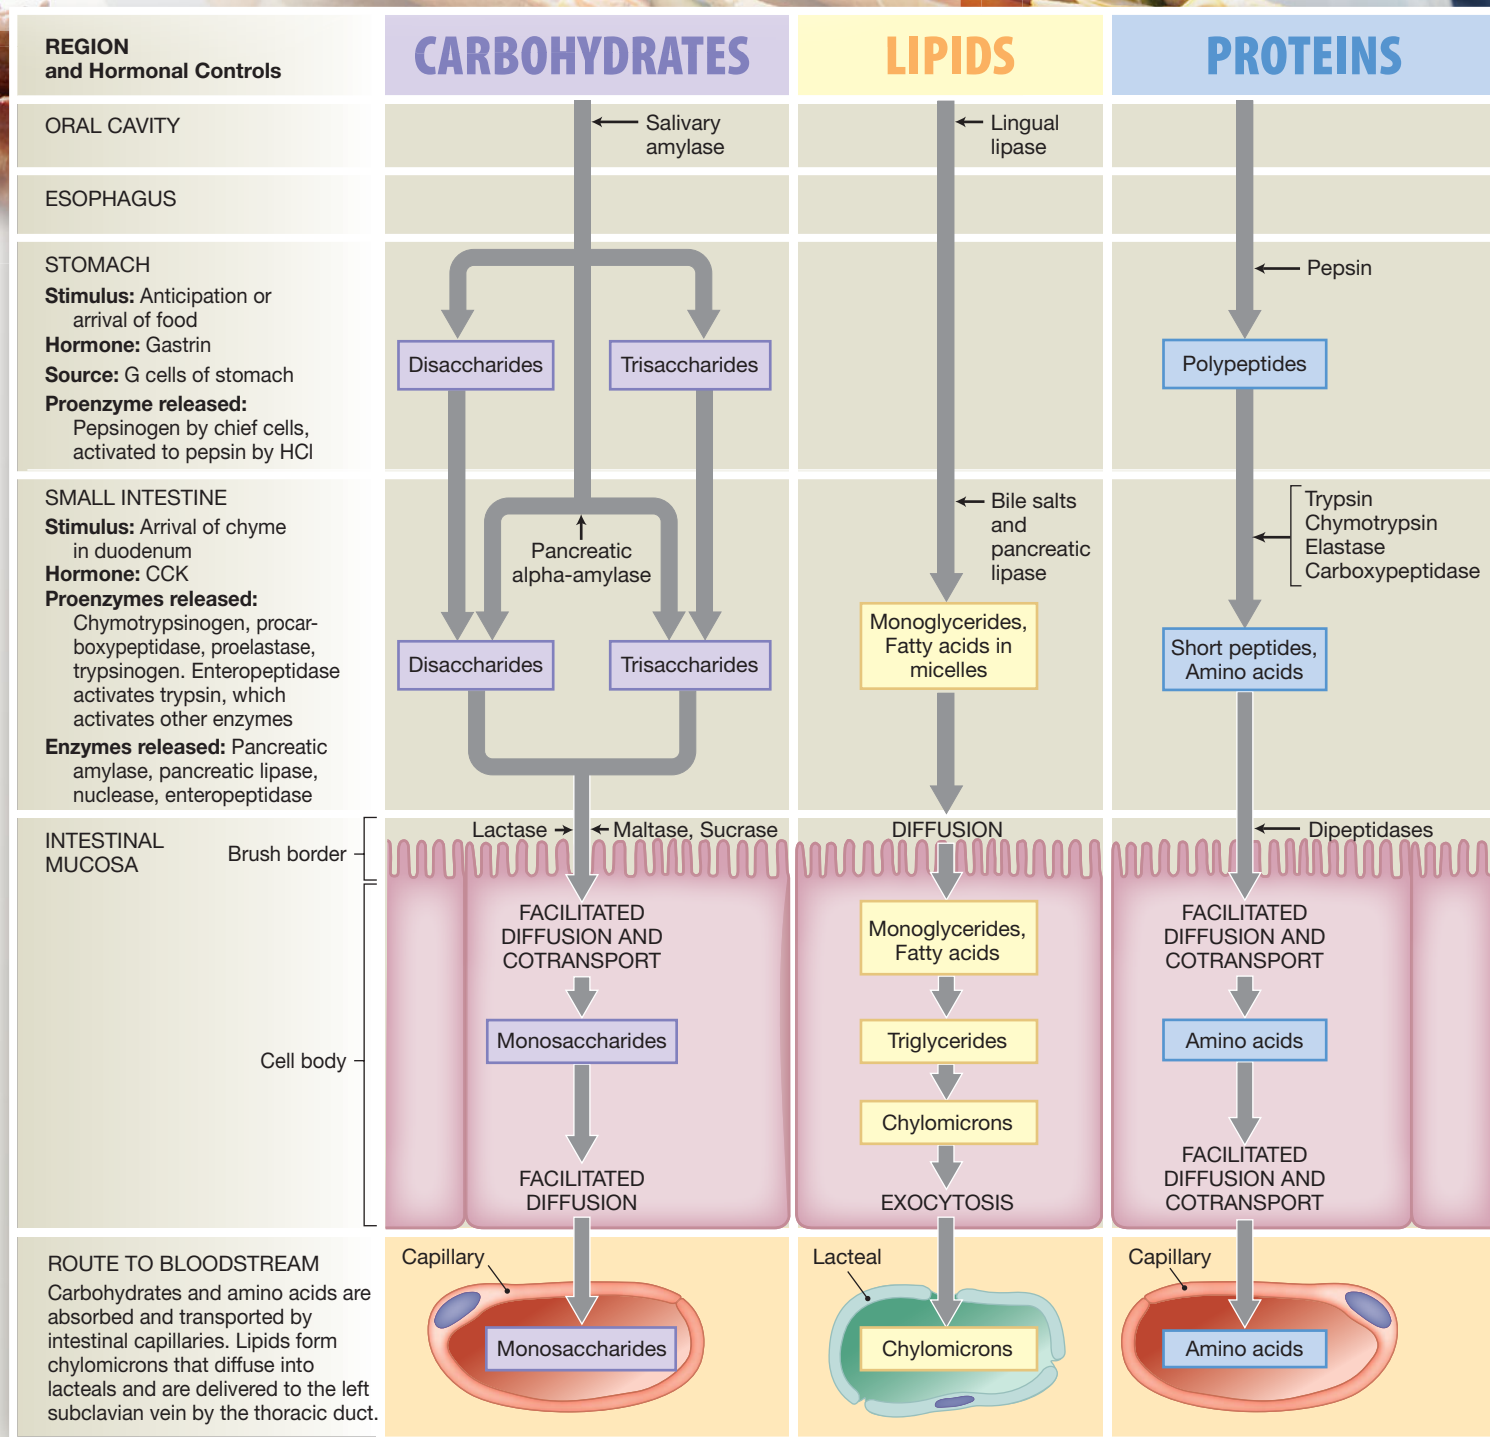 REGION
and Hormonal Controls
CARBOHYDRATES
LIPIDS
PROTEINS
ORAL CAVITY
Salivary
amylase
Lingual
lipase
ESOPHAGUS
STOMACH
Stimulus: Anticipation or
arrival of food
Hormone: Gastrin
Source: G cells of stomach
Proenzyme released:
Pepsinogen by chief cells,
activated to pepsin by HCl
Disaccharides
Trisaccharides
Pepsin
Polypeptides
SMALL INTESTINE
Stimulus: Arrival of chyme
in duodenum
Hormone: CCK
Proenzymes released:
Chymotrypsinogen, procar-
boxypeptidase, proelastase,
trypsinogen. Enteropeptidase
activates trypsin, which
activates other enzymes
Enzymes released: Pancreatic
amylase, pancreatic lipase,
nuclease, enteropeptidase
Pancreatic
alpha-amylase
Disaccharides
Trisaccharides
Bile salts
and
pancreatic
lipase
Monoglycerides,
Fatty acids in
micelles
Trypsin
Chymotrypsin
Elastase
Carboxypeptidase
Short peptides,
Amino acids
INTESTINAL
MUCOSA
Brush border
Cell body
Lactase
Maltase, Sucrase
FACILITATED
DIFFUSION AND
COTRANSPORT
Monosaccharides
FACILITATED
DIFFUSION
DIFFUSION
Monoglycerides,
Fatty acids
Triglycerides
Chylomicrons
EXOCYTOSIS
Dipeptidases
FACILITATED
DIFFUSION AND
COTRANSPORT
Amino acids
FACILITATED
DIFFUSION AND
COTRANSPORT
ROUTE TO BLOODSTREAM
Carbohydrates and amino acids are
absorbed and transported by
intestinal capillaries. Lipids form
chylomicrons that diffuse into
lacteals and are delivered to the left
subclavian vein by the thoracic duct.
Capillary
Monosaccharides
Lacteal
Chylomicrons
Capillary
Amino acids